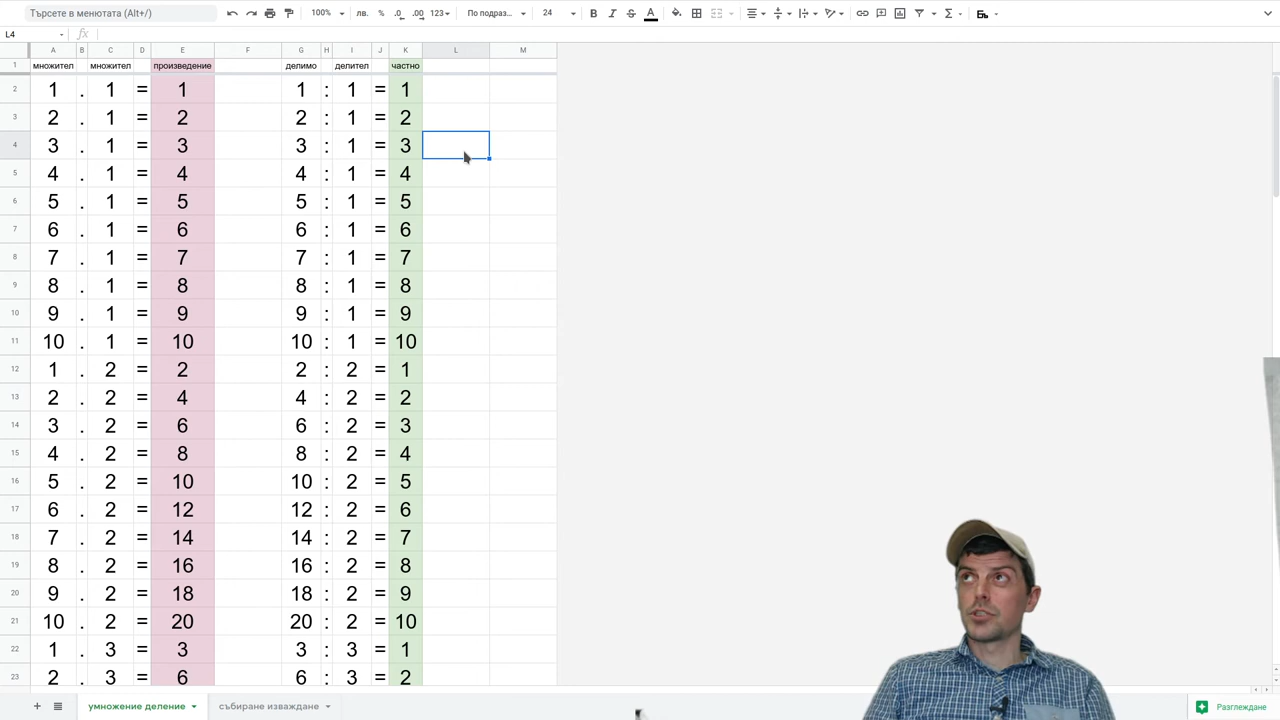 Търсете в менютата (Alt+/) 100% лв. % .0 .00 123 По подраз... 24 B I S A
L4 fx
A B C D E F G H I J K L M
1 множител множител произведение делимо делител частно
2 1 . 1 = 1 1 : 1 = 1
3 2 . 1 = 2 2 : 1 = 2
4 3 . 1 = 3 3 : 1 = 3
5 4 . 1 = 4 4 : 1 = 4
6 5 . 1 = 5 5 : 1 = 5
7 6 . 1 = 6 6 : 1 = 6
8 7 . 1 = 7 7 : 1 = 7
9 8 . 1 = 8 8 : 1 = 8
10 9 . 1 = 9 9 : 1 = 9
11 10 . 1 = 10 10 : 1 = 10
12 1 . 2 = 2 2 : 2 = 1
13 2 . 2 = 4 4 : 2 = 2
14 3 . 2 = 6 6 : 2 = 3
15 4 . 2 = 8 8 : 2 = 4
16 5 . 2 = 10 10 : 2 = 5
17 6 . 2 = 12 12 : 2 = 6
18 7 . 2 = 14 14 : 2 = 7
19 8 . 2 = 16 16 : 2 = 8
20 9 . 2 = 18 18 : 2 = 9
21 10 . 2 = 20 20 : 2 = 10
22 1 . 3 = 3 3 : 3 = 1
23 2 . 3 = 6 6 : 3 = 2
умножение деление събиране изваждане Разглеждане